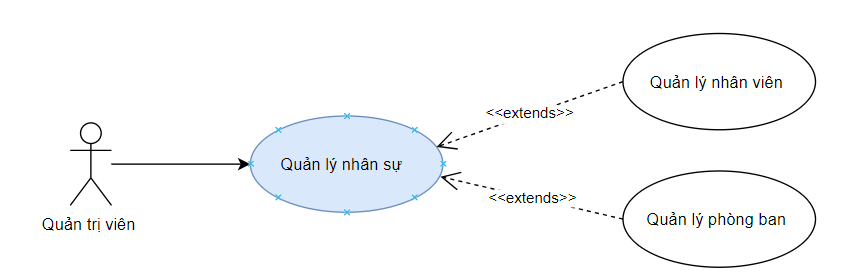 Quản lý nhân viên
<<extends>>
Quản lý nhân sự
<<extends>>
Quản lý phòng ban
Quản trị viên